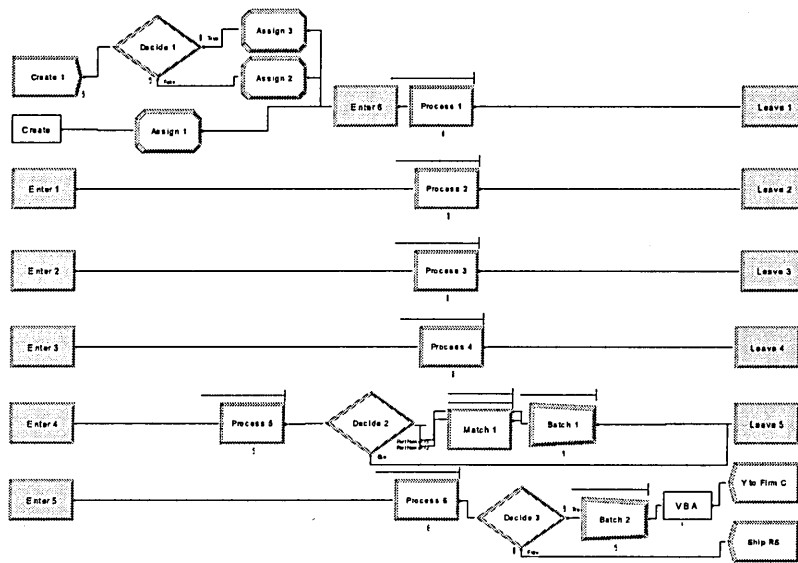 Assign 3
Decide 1
True
Create 1
Assign 2
False
Enter 6
Process 1
Leave 1
Create
Assign 1
Enter 1
Process 2
Leave 2
Enter 2
Process 3
Leave 3
Enter 3
Process 4
Leave 4
Enter 4
Process 5
Decide 2
Match 1
Batch 1
Leave 5
Else
Enter 5
Process 6
Decide 3
True
Batch 2
VBA
Y to Firm C
False
Ship RS